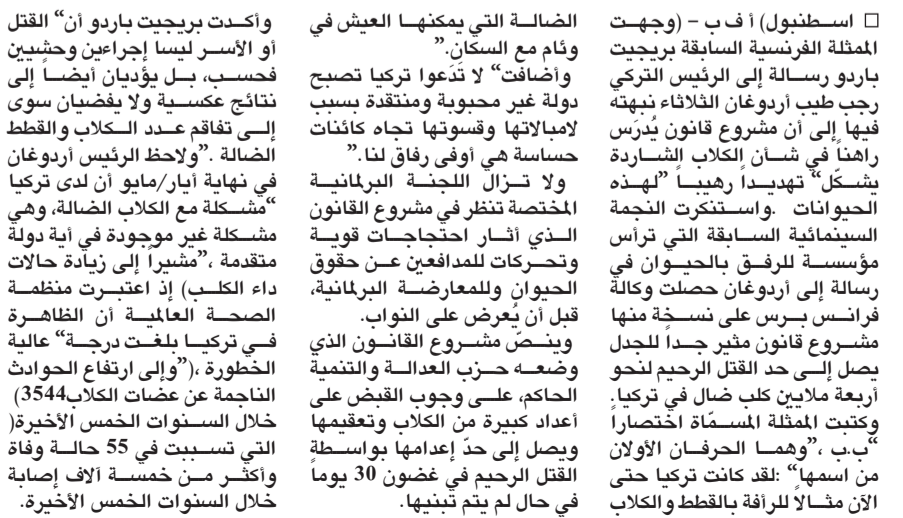 □ اسطنبول) أ ف ب – (وجهت
الممثلة الفرنسية السابقة بريجيت
باردو رسالة إلى الرئيس التركي
رجب طيب أردوغان الثلاثاء نبهته
فيها إلى أن مشروع قانون يُدرَس
راهناً في شأن الكلاب الشاردة
يشكّل” تهديداً رهيباً “لهذه
الحيوانات .واستنكرت النجمة
السينمائية السابقة التي ترأس
مؤسسة للرفق بالحيوان في
رسالة إلى أردوغان حصلت وكالة
فرانس برس على نسخة منها
مشروع قانون مثير جداً للجدل
يصل إلى حد القتل الرحيم لنحو
أربعة ملايين كلب ضال في تركيا.
وكتبت الممثلة المسمّاة اختصاراً
“ب.ب ،”وهما الحرفان الأولان
من اسمها“ :لقد كانت تركيا حتى
الآن مثالاً للرأفة بالقطط والكلاب
الضالة التي يمكنها العيش في
وئام مع السكان.”
وأضافت“ لا تَدَعوا تركيا تصبح
دولة غير محبوبة ومنتقدة بسبب
لامبالاتها وقسوتها تجاه كائنات
حساسة هي أوفى رفاق لنا.”
ولا تزال اللجنة البرلمانية
المختصة تنظر في مشروع القانون
الذي أثار احتجاجات قوية
وتحركات للمدافعين عن حقوق
الحيوان وللمعارضة البرلمانية،
قبل أن يُعرض على النواب.
وينصّ مشروع القانون الذي
وضعه حزب العدالة والتنمية
الحاكم، على وجوب القبض على
أعداد كبيرة من الكلاب وتعقيمها
ويصل إلى حدّ إعدامها بواسطة
القتل الرحيم في غضون 30 يوماً
في حال لم يتم تبنيها.
وأكدت بريجيت باردو أن“ القتل
أو الأسر ليسا إجراءين وحشيين
فحسب، بل يؤديان أيضاً إلى
نتائج عكسية ولا يفضيان سوى
إلى تفاقم عدد الكلاب والقطط
الضالة .”ولاحظ الرئيس أردوغان
في نهاية أيار/مايو أن لدى تركيا
“مشكلة مع الكلاب الضالة، وهي
مشكلة غير موجودة في أية دولة
متقدمة ،”مشيراً إلى زيادة حالات
داء الكلب) إذ اعتبرت منظمة
الصحة العالمية أن الظاهرة
في تركيا بلغت درجة“ عالية
الخطورة ،(”وإلى ارتفاع الحوادث
الناجمة عن عضات الكلاب3544)
خلال السنوات الخمس الأخيرة(
التي تسببت في 55 حالة وفاة
وأكثر من خمسة آلاف إصابة
خلال السنوات الخمس الأخيرة.